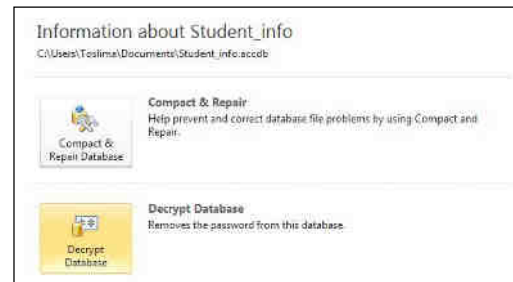 Information about Student_info
C:\Users\Toslima\Documents\Student_info.accdb
Compact & Repair Database
Compact & Repair
Help prevent and correct database file problems by using Compact and
Repair.
Decrypt Database
Decrypt Database
Removes the password from this database.